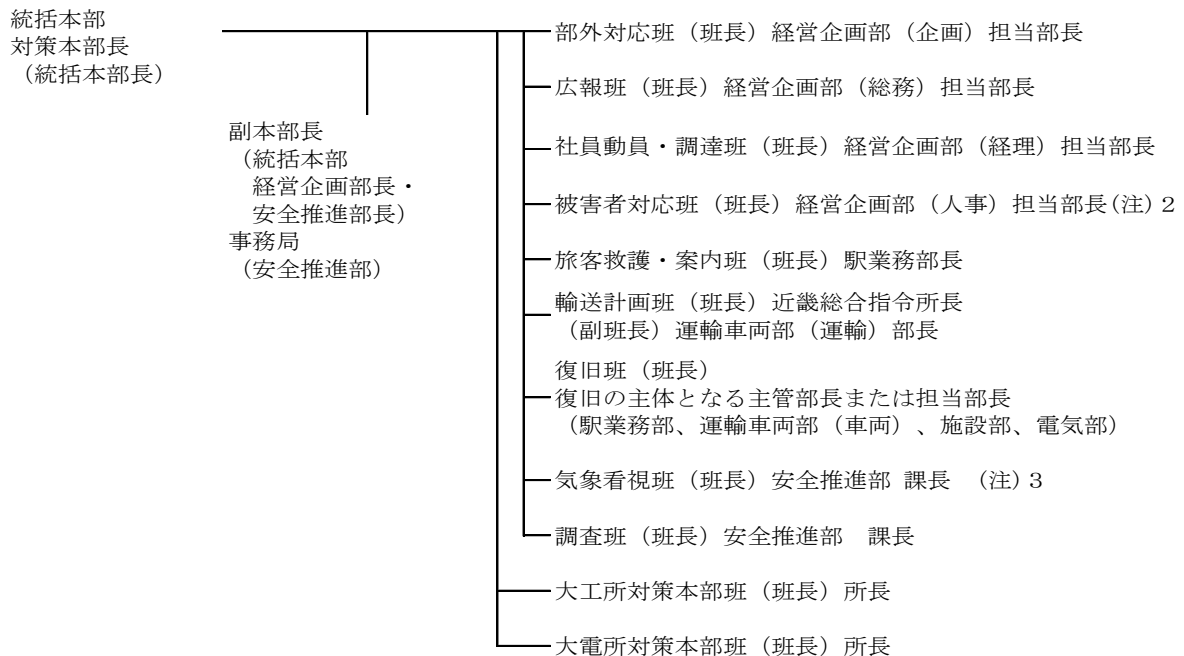 統括本部
対策本部長
（統括本部長）
副本部長
（統括本部
経営企画部長・
安全推進部長）
事務局
（安全推進部）
部外対応班（班長）経営企画部（企画）担当部長
広報班（班長）経営企画部（総務）担当部長
社員動員・調達班（班長）経営企画部（経理）担当部長
被害者対応班（班長）経営企画部（人事）担当部長(注)２
旅客救護・案内班（班長）駅業務部長
輸送計画班（班長）近畿総合指令所長
（副班長）運輸車両部（運輸）部長
復旧班（班長）
復旧の主体となる主管部長または担当部長
（駅業務部、運輸車両部（車両）、施設部、電気部）
気象看視班（班長）安全推進部 課長　（注)３
調査班（班長）安全推進部　課長
大工所対策本部班（班長）所長
大電所対策本部班（班長）所長